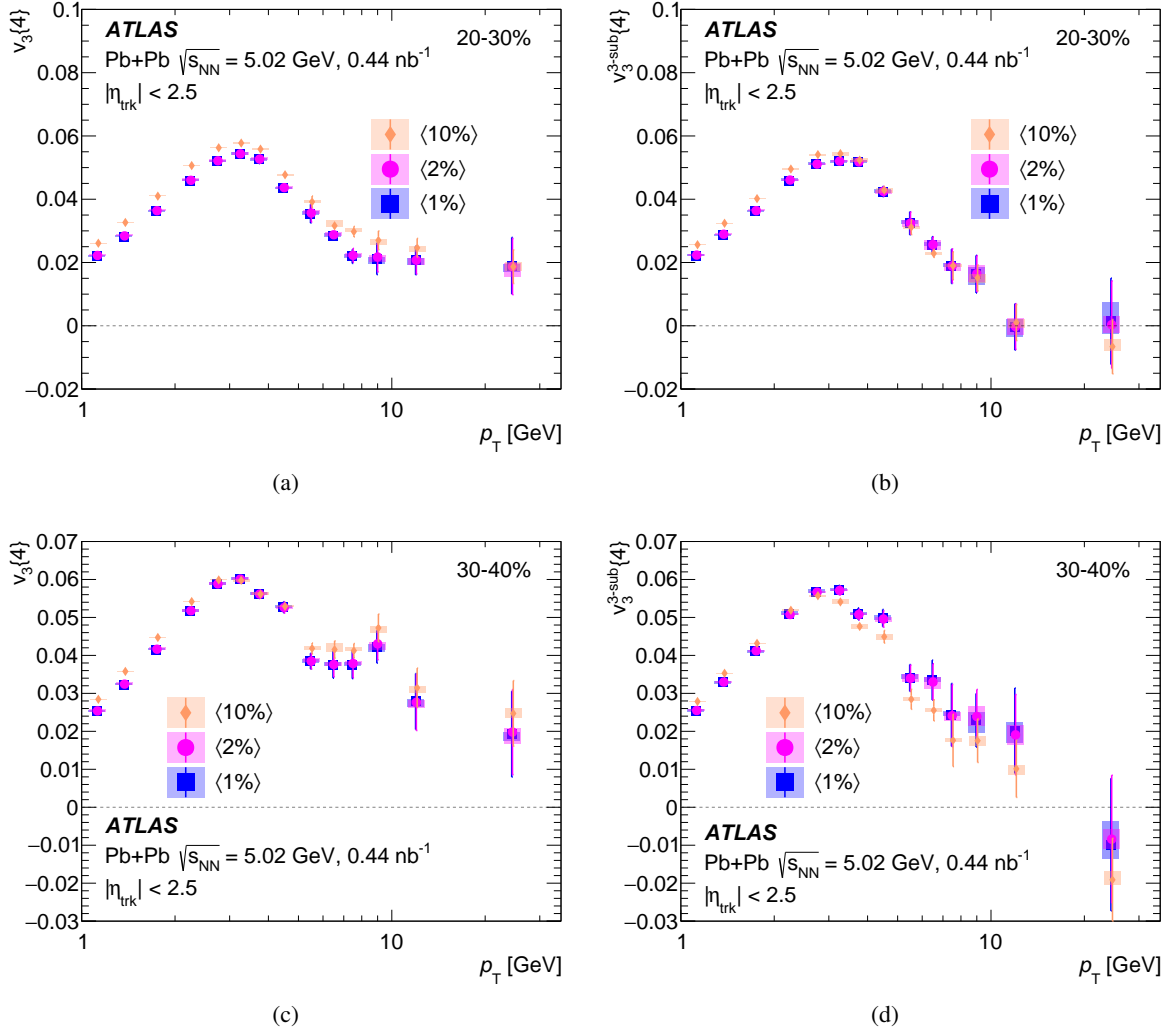 v₃{4}
0.1
0.08
0.06
0.04
0.02
0
−0.02
ATLAS
20-30%
Pb+Pb √sNN = 5.02 GeV, 0.44 nb⁻¹
|ηtrk| < 2.5
⟨10%⟩
⟨2%⟩
⟨1%⟩
1
10
pT [GeV]
(a)
v₃³⁻ˢᵘᵇ{4}
0.1
0.08
0.06
0.04
0.02
0
−0.02
ATLAS
20-30%
Pb+Pb √sNN = 5.02 GeV, 0.44 nb⁻¹
|ηtrk| < 2.5
⟨10%⟩
⟨2%⟩
⟨1%⟩
1
10
pT [GeV]
(b)
v₃{4}
0.07
0.06
0.05
0.04
0.03
0.02
0.01
0
−0.01
−0.02
−0.03
30-40%
⟨10%⟩
⟨2%⟩
⟨1%⟩
ATLAS
Pb+Pb √sNN = 5.02 GeV, 0.44 nb⁻¹
|ηtrk| < 2.5
1
10
pT [GeV]
(c)
v₃³⁻ˢᵘᵇ{4}
0.07
0.06
0.05
0.04
0.03
0.02
0.01
0
−0.01
−0.02
−0.03
30-40%
⟨10%⟩
⟨2%⟩
⟨1%⟩
ATLAS
Pb+Pb √sNN = 5.02 GeV, 0.44 nb⁻¹
|ηtrk| < 2.5
1
10
pT [GeV]
(d)